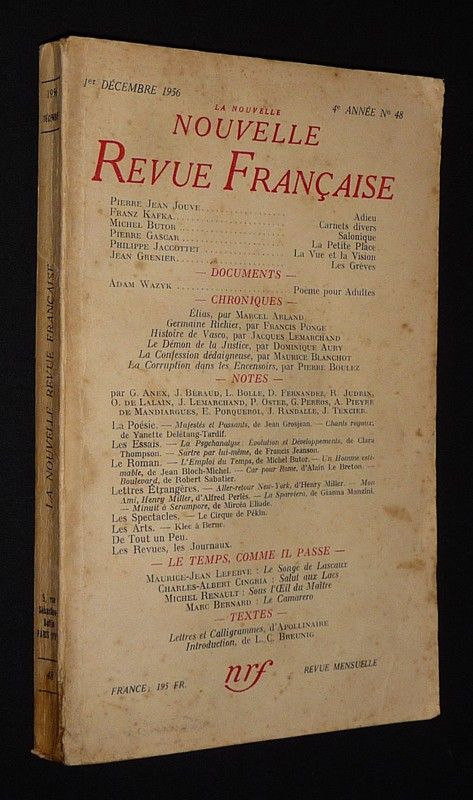 1er DÉCEMBRE 1956
4e ANNÉE No 48
LA NOUVELLE
NOUVELLE
REVUE FRANÇAISE
PIERRE JEAN JOUVE . . . . . . . . . . . . . . . . Adieu
FRANZ KAFKA . . . . . . . . . . . . . . . . Carnets divers
MICHEL BUTOR . . . . . . . . . . . . . . . . Salonique
PIERRE GASCAR . . . . . . . . . . . . . . . . La Petite Place
PHILIPPE JACCOTTET . . . . . . . . . . . . . . . . La Vue et la Vision
JEAN GRENIER . . . . . . . . . . . . . . . . Les Grèves
— DOCUMENTS —
ADAM WAZYK . . . . . . . . . . . . . . . . Poème pour Adultes
— CHRONIQUES —
Élias, par MARCEL ARLAND
Germaine Richier, par FRANCIS PONGE
Histoire de Vasco, par JACQUES LEMARCHAND
Le Démon de la Justice, par DOMINIQUE AURY
La Confession dédaigneuse, par MAURICE BLANCHOT
La Corruption dans les Encensoirs, par PIERRE BOULEZ
— NOTES —
par G. ANEX, J. BÉRAUD, L. BOLLE, D. FERNANDEZ, R. JUDRIN,
O. DE LALAIN, J. LEMARCHAND, P. OSTER, G. PERROS, A. PIEYRE
DE MANDIARGUES, E. PORQUEROL, J. RANDALLE, J. TEXCIER.
La Poésie. — Majestés et Passants, de Jean Grosjean. — Chants royaux,
de Yanette Delétang-Tardif.
Les Essais. — La Psychanalyse : Évolution et Développements, de Clara
Thompson. — Sartre par lui-même, de Francis Jeanson.
Le Roman. — L'Emploi du Temps, de Michel Butor. — Un Homme esti-
mable, de Jean Bloch-Michel. — Car pour Rome, d'Alain Le Breton. —
Boulevard, de Robert Sabatier.
Lettres Étrangères. — Aller-retour New-York, d'Henry Miller. — Mon
Ami, Henry Miller, d'Alfred Perlès. — La Sparviera, de Gianna Manzini.
— Minuit à Serampore, de Mircéa Eliade.
Les Spectacles. — Le Cirque de Pékin.
Les Arts. — Klee à Berne.
De Tout un Peu.
Les Revues, les Journaux.
— LE TEMPS, COMME IL PASSE —
MAURICE-JEAN LEFEBVE : Le Songe de Lascaux
CHARLES-ALBERT CINGRIA : Salut aux Lacs
MICHEL RENAULT : Sous l'Œil du Maître
MARC BERNARD : Le Camarero
— TEXTES —
Lettres et Calligrammes, d'APOLLINAIRE
Introduction, de L.C. BREUNIG
FRANCE : 195 FR.
nrf
REVUE MENSUELLE
LA NOUVELLE REVUE FRANÇAISE
5, rue
Sébastien-
Bottin
PARIS
48